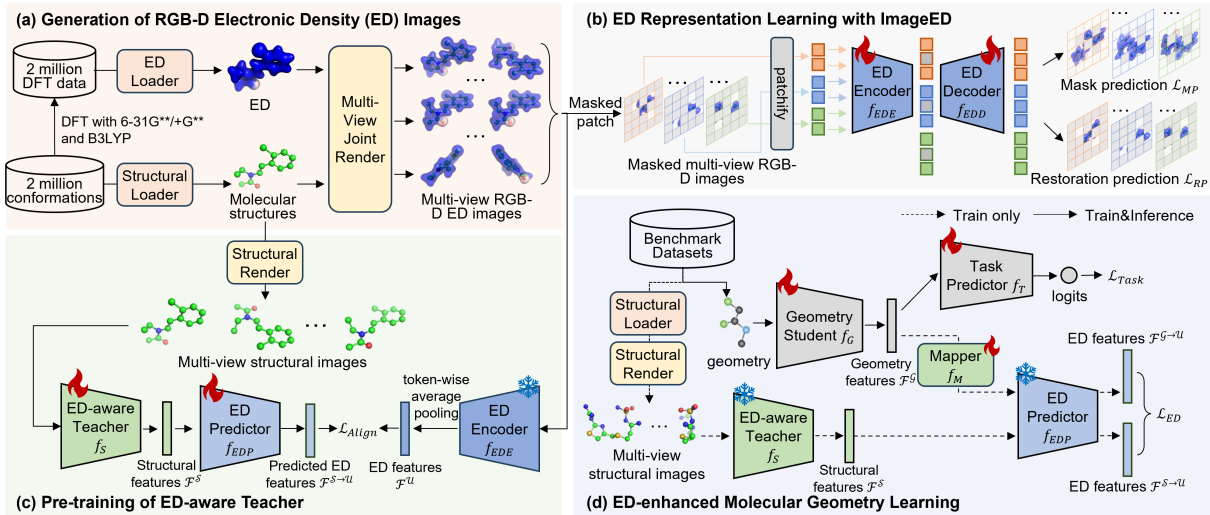 (a) Generation of RGB-D Electronic Density (ED) Images
2 million
DFT data
ED
Loader
ED
DFT with 6-31G**/+G**
and B3LYP
2 million
conformations
Structural
Loader
Molecular
structures
Multi-
View
Joint
Render
...
...
...
Multi-view RGB-
D ED images
(b) ED Representation Learning with ImageED
Masked
patch
...
Masked multi-view RGB-
D images
patchify
ED
Encoder
f_EDE
ED
Decoder
f_EDD
...
Mask prediction ℒ_MP
...
Restoration prediction ℒ_RP
Structural
Render
...
Multi-view structural images
ED-aware
Teacher
f_S
Structural
features ℱ^𝒮
ED
Predictor
f_EDP
Predicted ED
features ℱ^{𝒮→𝒰}
ℒ_Align
token-wise
average
pooling
ED features
ℱ^𝒰
ED
Encoder
f_EDE
(c) Pre-training of ED-aware Teacher
Train only
Train&Inference
Benchmark
Datasets
Structural
Loader
Structural
Render
...
Multi-view
structural images
geometry
Geometry
Student f_G
Geometry
features ℱ^𝒢
Task
Predictor f_T
logits
ℒ_Task
Mapper
f_M
ED features ℱ^{𝒢→𝒰}
ED-aware
Teacher
f_S
Structural
features ℱ^𝒮
ED
Predictor
f_EDP
ℒ_ED
ED features ℱ^{𝒮→𝒰}
(d) ED-enhanced Molecular Geometry Learning